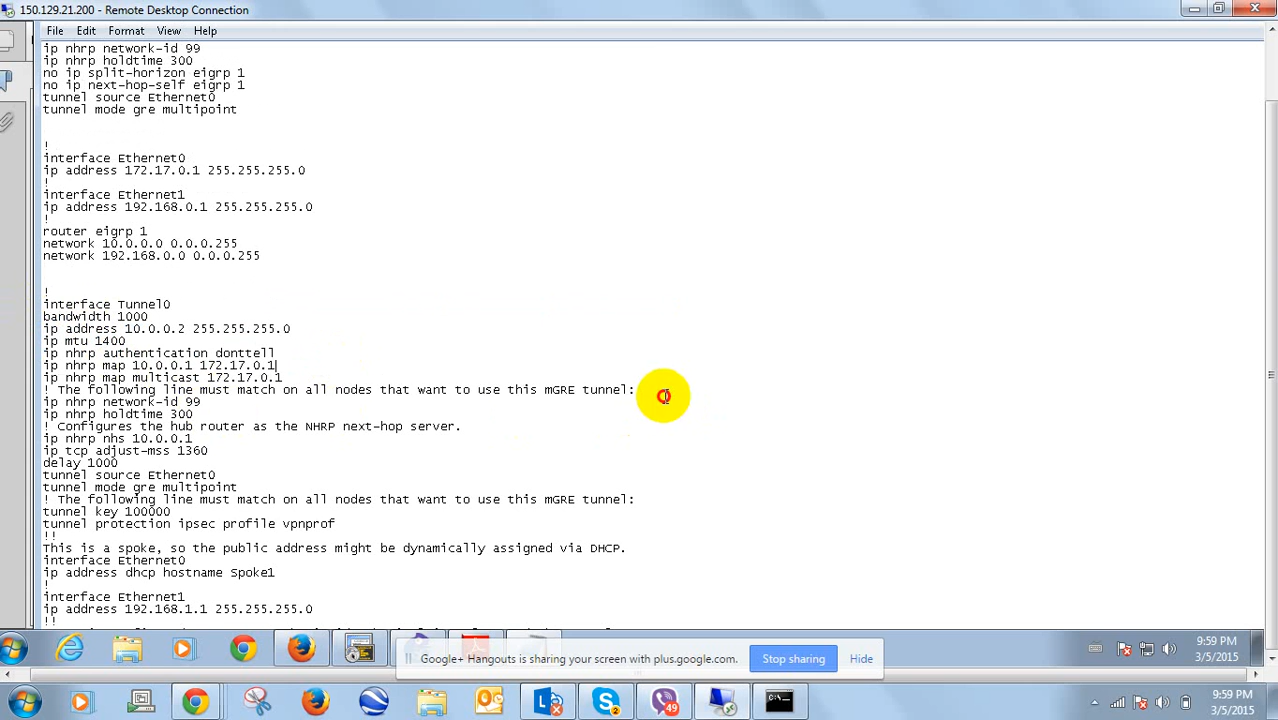 150.129.21.200 - Remote Desktop Connection
File Edit Format View Help
ip nhrp network-id 99
ip nhrp holdtime 300
no ip split-horizon eigrp 1
no ip next-hop-self eigrp 1
tunnel source Ethernet0
tunnel mode gre multipoint
!
interface Ethernet0
ip address 172.17.0.1 255.255.255.0
!
interface Ethernet1
ip address 192.168.0.1 255.255.255.0
!
router eigrp 1
network 10.0.0.0 0.0.0.255
network 192.168.0.0 0.0.0.255
!
interface Tunnel0
bandwidth 1000
ip address 10.0.0.2 255.255.255.0
ip mtu 1400
ip nhrp authentication donttell
ip nhrp map 10.0.0.1 172.17.0.1
ip nhrp map multicast 172.17.0.1
! The following line must match on all nodes that want to use this mGRE tunnel:
ip nhrp network-id 99
ip nhrp holdtime 300
! Configures the hub router as the NHRP next-hop server.
ip nhrp nhs 10.0.0.1
ip tcp adjust-mss 1360
delay 1000
tunnel source Ethernet0
tunnel mode gre multipoint
! The following line must match on all nodes that want to use this mGRE tunnel:
tunnel key 100000
tunnel protection ipsec profile vpnprof
!!
This is a spoke, so the public address might be dynamically assigned via DHCP.
interface Ethernet0
ip address dhcp hostname Spoke1
!
interface Ethernet1
ip address 192.168.1.1 255.255.255.0
!!
9:59 PM
3/5/2015
Google+ Hangouts is sharing your screen with plus.google.com. Stop sharing Hide
2
49
C:\
9:59 PM
3/5/2015